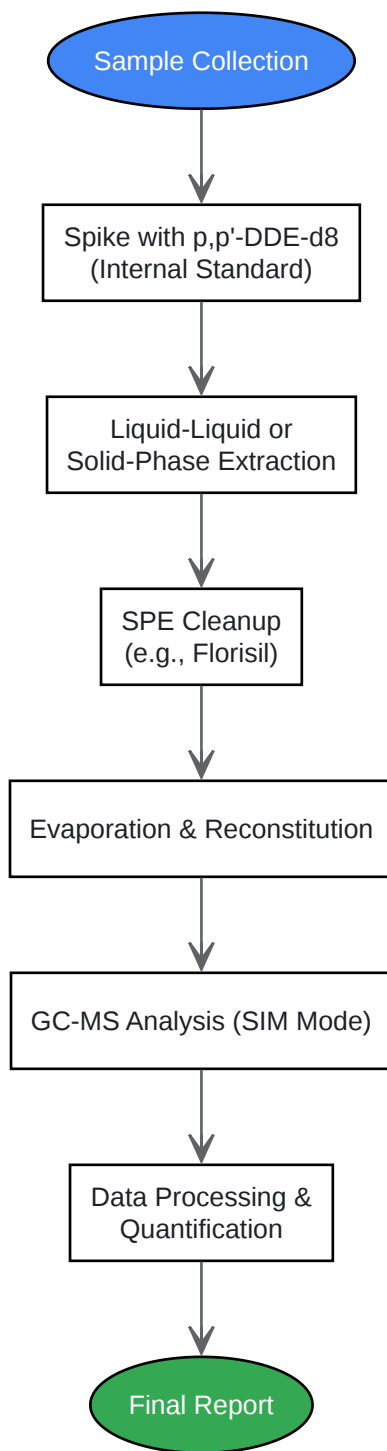 Sample Collection
Spike with p,p'-DDE-d8
(Internal Standard)
Liquid-Liquid or
Solid-Phase Extraction
SPE Cleanup
(e.g., Florisil)
Evaporation & Reconstitution
GC-MS Analysis (SIM Mode)
Data Processing &
Quantification
Final Report